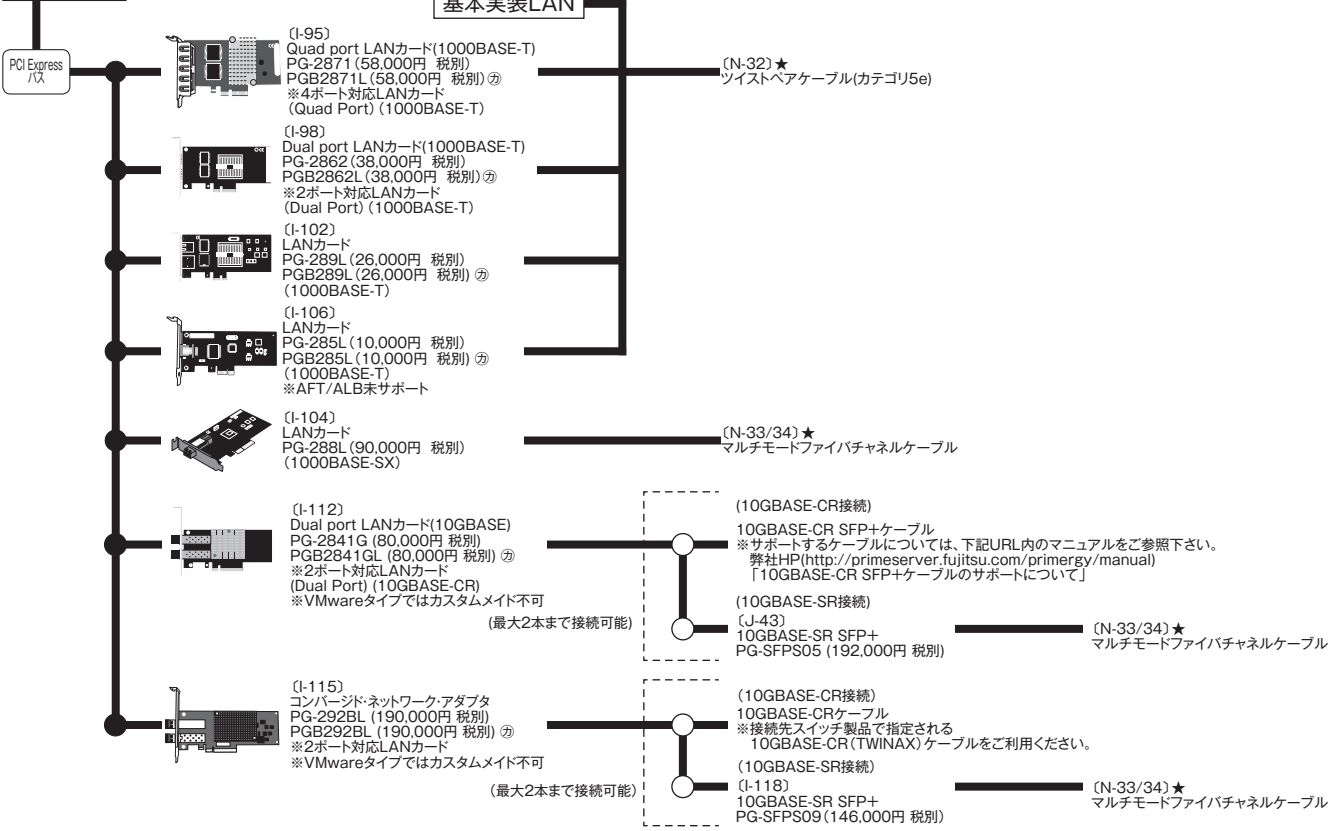 基本実装LAN
PCI Express
バス
〔I-95〕
Quad port LANカード(1000BASE-T)
PG-2871（58,000円 税別）
PGB2871L（58,000円 税別）㋕
※4ポート対応LANカード
（Quad Port）（1000BASE-T）
〔N-32〕★
ツイストペアケーブル(カテゴリ5e)
〔I-98〕
Dual port LANカード(1000BASE-T)
PG-2862（38,000円 税別）
PGB2862L（38,000円 税別）㋕
※2ポート対応LANカード
（Dual Port）（1000BASE-T）
〔I-102〕
LANカード
PG-289L（26,000円 税別）
PGB289L（26,000円 税別）㋕
（1000BASE-T）
〔I-106〕
LANカード
PG-285L（10,000円 税別）
PGB285L（10,000円 税別）㋕
（1000BASE-T）
※AFT/ALB未サポート
〔I-104〕
LANカード
PG-288L（90,000円 税別）
（1000BASE-SX）
〔N-33/34〕★
マルチモードファイバチャネルケーブル
〔I-112〕
Dual port LANカード(10GBASE)
PG-2841G (80,000円 税別)
PGB2841GL (80,000円 税別) ㋕
※2ポート対応LANカード
(Dual Port) (10GBASE-CR)
※VMwareタイプではカスタムメイド不可
(最大2本まで接続可能)
(10GBASE-CR接続)
10GBASE-CR SFP+ケーブル
※サポートするケーブルについては、下記URL内のマニュアルをご参照下さい。
弊社HP(http://primeserver.fujitsu.com/primergy/manual)
「10GBASE-CR SFP+ケーブルのサポートについて」
(10GBASE-SR接続)
〔J-43〕
10GBASE-SR SFP+
PG-SFPS05 (192,000円 税別)
〔N-33/34〕★
マルチモードファイバチャネルケーブル
〔I-115〕
コンバージド・ネットワーク・アダプタ
PG-292BL (190,000円 税別)
PGB292BL (190,000円 税別) ㋕
※2ポート対応LANカード
※VMwareタイプではカスタムメイド不可
(最大2本まで接続可能)
(10GBASE-CR接続)
10GBASE-CRケーブル
※接続先スイッチ製品で指定される
10GBASE-CR（TWINAX）ケーブルをご利用ください。
(10GBASE-SR接続)
〔I-118〕
10GBASE-SR SFP+
PG-SFPS09（146,000円 税別）
〔N-33/34〕★
マルチモードファイバチャネルケーブル